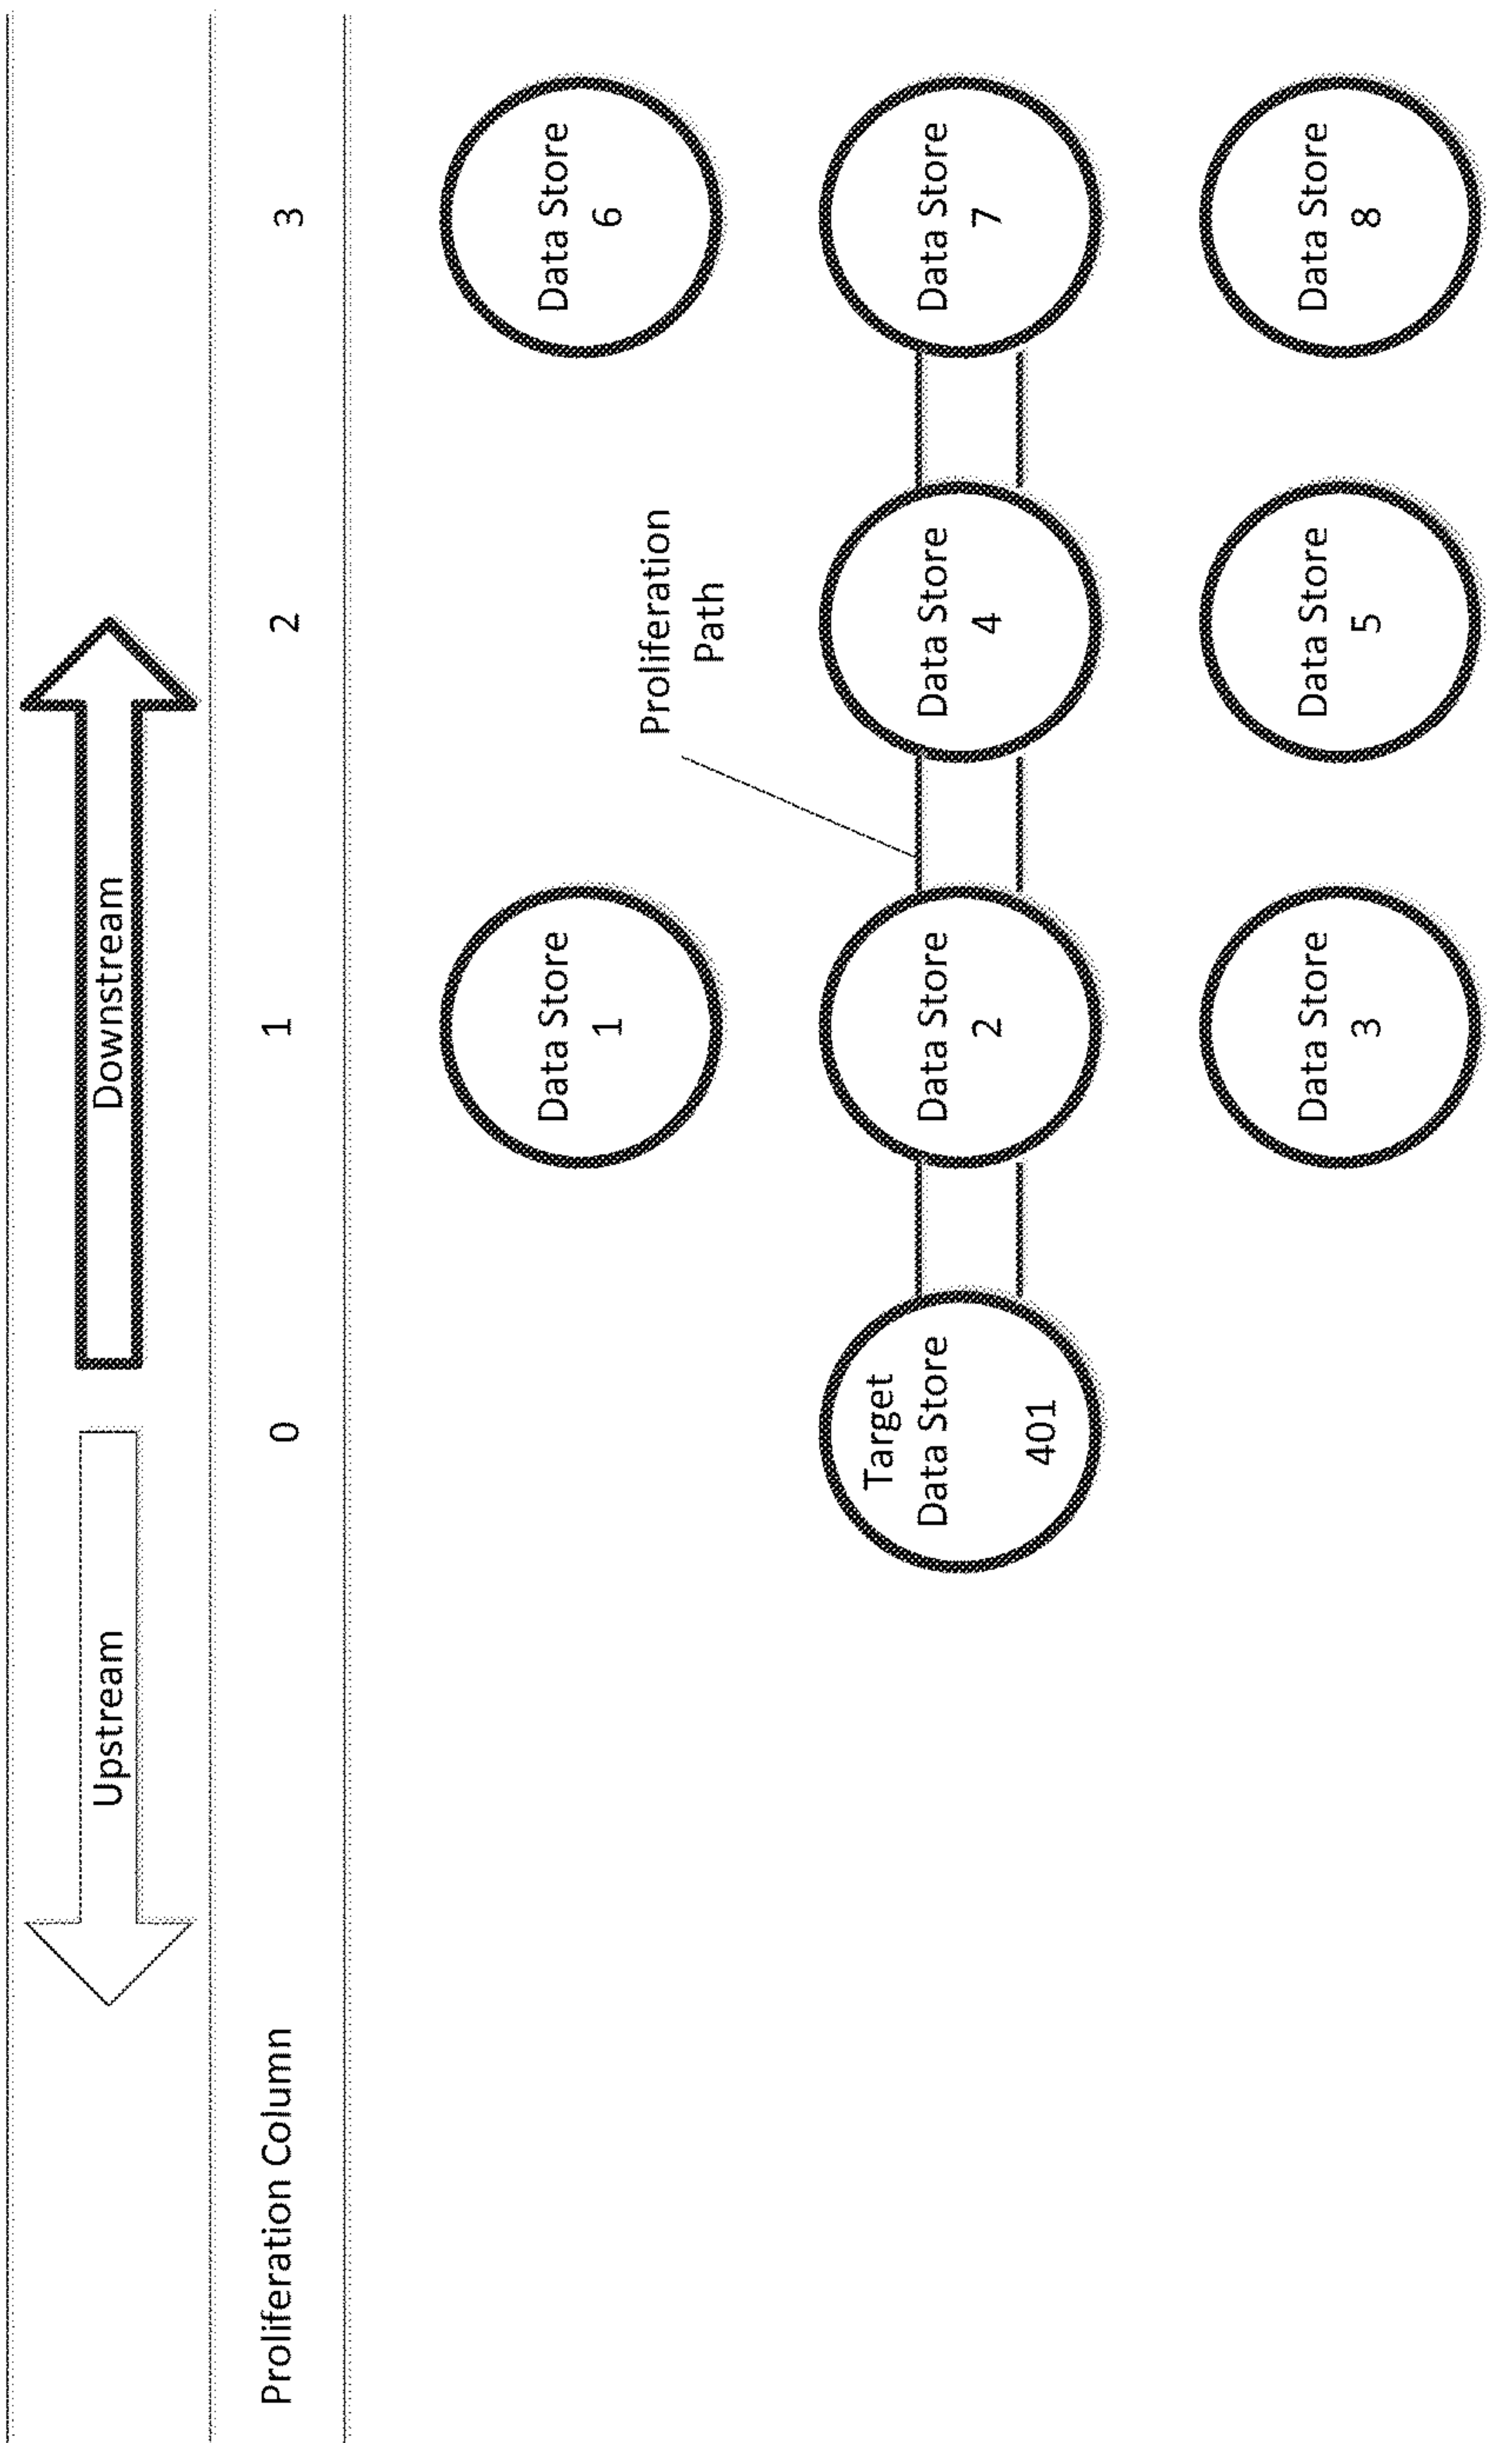 Upstream
Downstream
Proliferation Column
0
1
2
3
Data Store
1
Data Store
6
Proliferation
Path
Target
Data Store
401
Data Store
2
Data Store
4
Data Store
7
Data Store
3
Data Store
5
Data Store
8